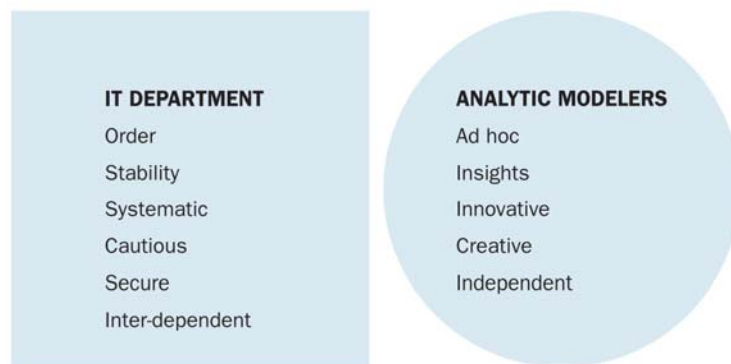 IT DEPARTMENT
Order
Stability
Systematic
Cautious
Secure
Inter-dependent
ANALYTIC MODELERS
Ad hoc
Insights
Innovative
Creative
Independent